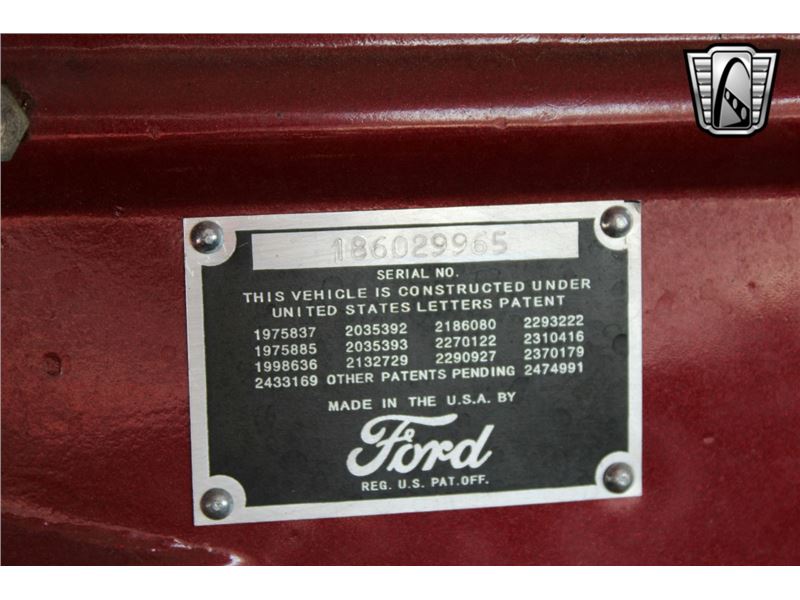 186029965
SERIAL NO.
THIS VEHICLE IS CONSTRUCTED UNDER
UNITED STATES LETTERS PATENT
1975837 2035392 2186080 2293222
1975885 2035393 2270122 2310416
1998636 2132729 2290927 2370179
2433169 OTHER PATENTS PENDING 2474991
MADE IN THE U.S.A. BY
Ford
REG. U.S. PAT. OFF.